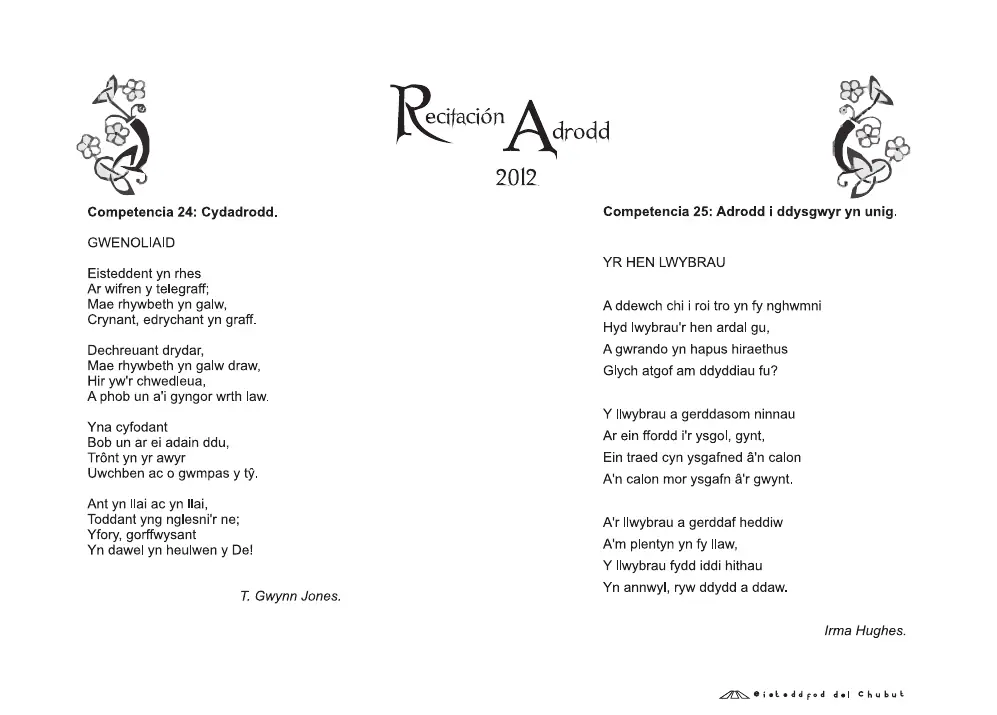 Recitación Adrodd
2012
Competencia 24: Cydadrodd.
GWENOLIAID
Eisteddent yn rhes
Ar wifren y telegraff;
Mae rhywbeth yn galw,
Crynant, edrychant yn graff.
Dechreuant drydar,
Mae rhywbeth yn galw draw,
Hir yw'r chwedleua,
A phob un a'i gyngor wrth law.
Yna cyfodant
Bob un ar ei adain ddu,
Trônt yn yr awyr
Uwchben ac o gwmpas y tŷ.
Ant yn llai ac yn llai,
Toddant yng nglesni'r ne;
Yfory, gorffwysant
Yn dawel yn heulwen y De!
T. Gwynn Jones.
Competencia 25: Adrodd i ddysgwyr yn unig.
YR HEN LWYBRAU
A ddewch chi i roi tro yn fy nghwmni
Hyd lwybrau'r hen ardal gu,
A gwrando yn hapus hiraethus
Glych atgof am ddyddiau fu?
Y llwybrau a gerddasom ninnau
Ar ein ffordd i'r ysgol, gynt,
Ein traed cyn ysgafned â'n calon
A'n calon mor ysgafn â'r gwynt.
A'r llwybrau a gerddaf heddiw
A'm plentyn yn fy llaw,
Y llwybrau fydd iddi hithau
Yn annwyl, ryw ddydd a ddaw.
Irma Hughes.
eisteddfod del Chubut